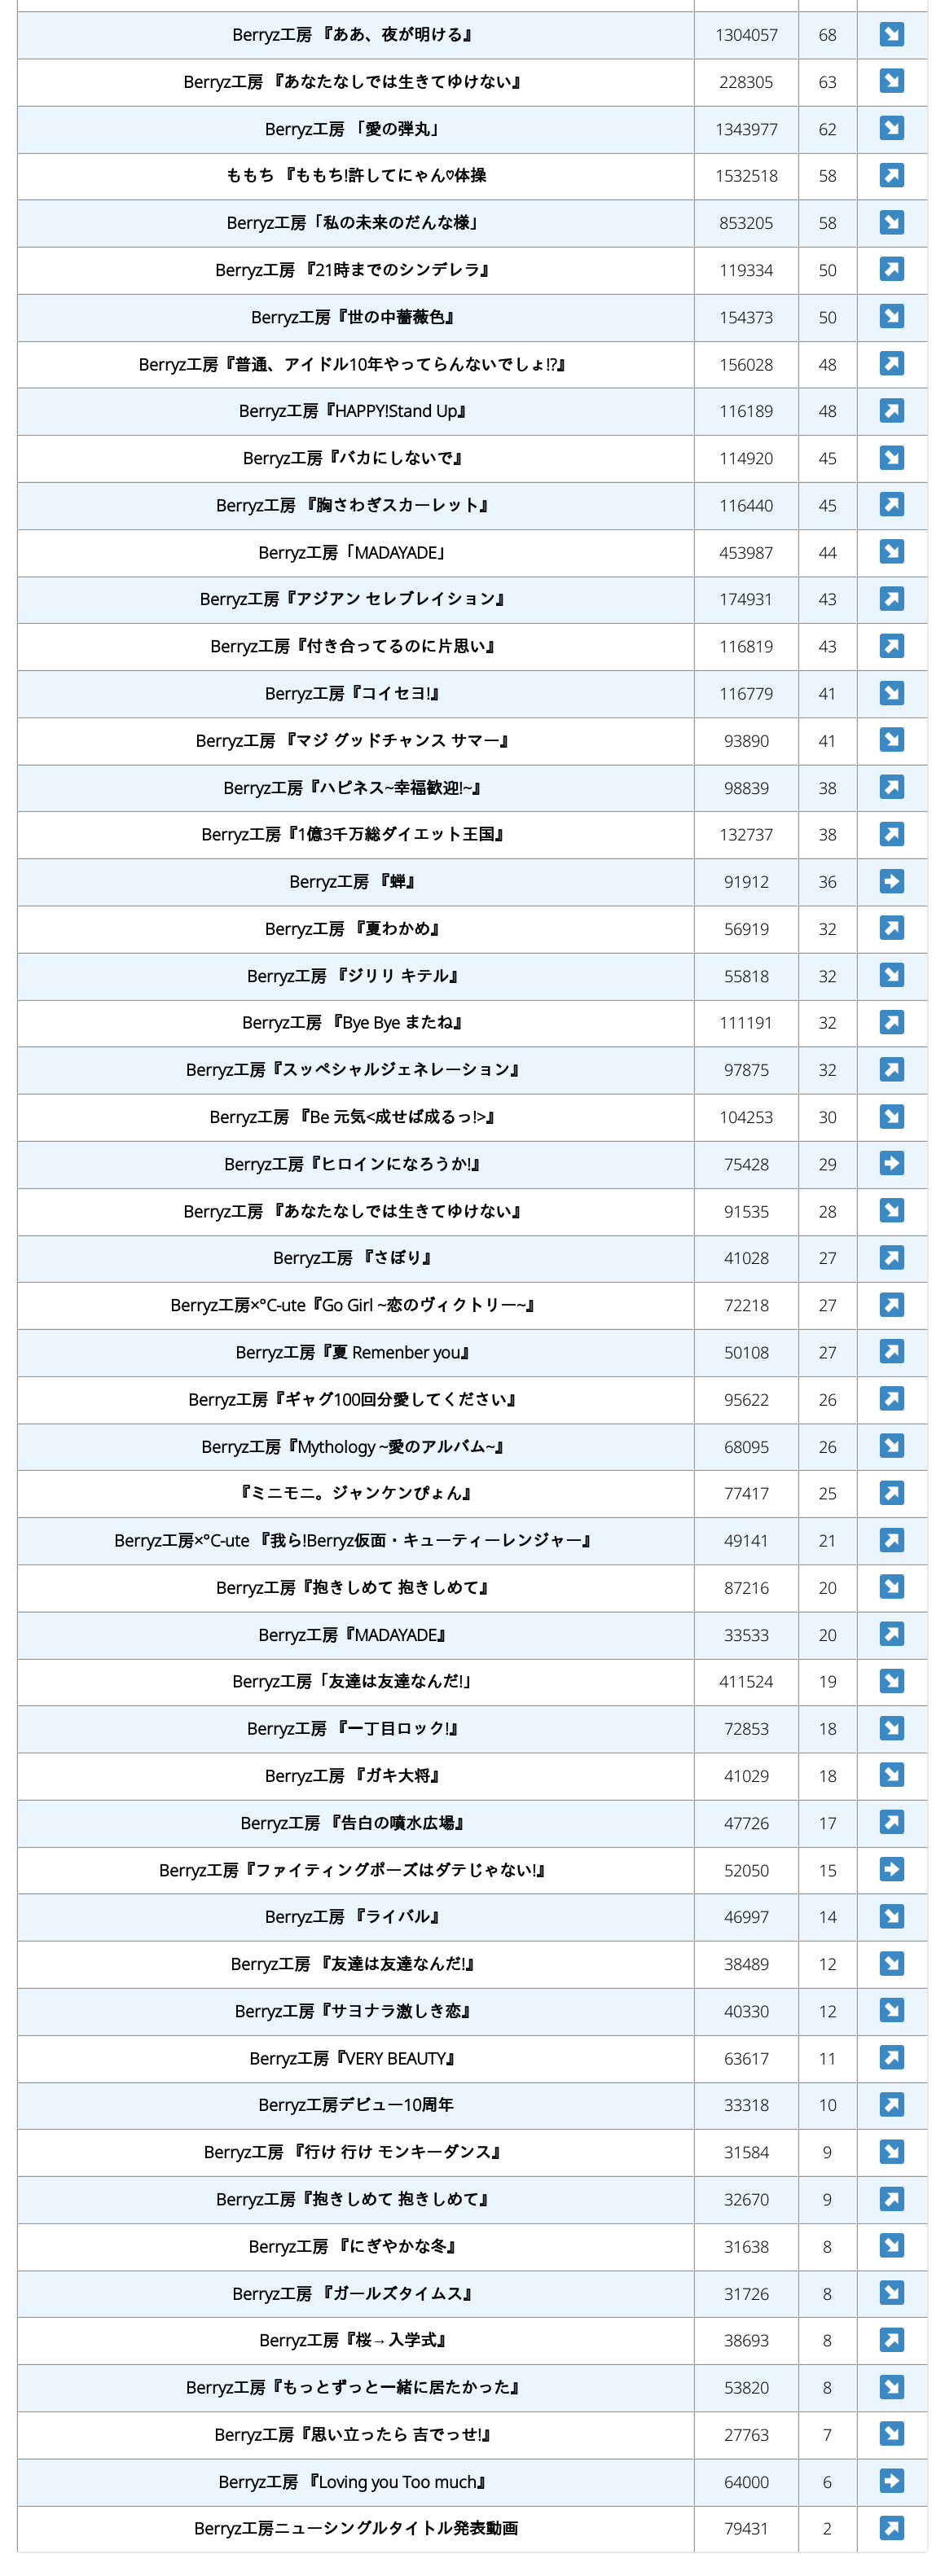 Berryz工房 『ああ、夜が明ける』 1304057 68 ↘
Berryz工房 『あなたなしでは生きてゆけない』 228305 63 ↘
Berryz工房 「愛の弾丸」 1343977 62 ↘
ももち 『ももち!許してにゃん♡体操 1532518 58 ↗
Berryz工房「私の未来のだんな様」 853205 58 ↘
Berryz工房 『21時までのシンデレラ』 119334 50 ↗
Berryz工房『世の中薔薇色』 154373 50 ↘
Berryz工房『普通、アイドル10年やってらんないでしょ!?』 156028 48 ↗
Berryz工房『HAPPY!Stand Up』 116189 48 ↗
Berryz工房『バカにしないで』 114920 45 ↘
Berryz工房 『胸さわぎスカーレット』 116440 45 ↗
Berryz工房「MADAYADE」 453987 44 ↘
Berryz工房『アジアン セレブレイション』 174931 43 ↗
Berryz工房『付き合ってるのに片思い』 116819 43 ↗
Berryz工房『コイセヨ!』 116779 41 ↘
Berryz工房 『マジ グッドチャンス サマー』 93890 41 ↘
Berryz工房『ハピネス~幸福歓迎!~』 98839 38 ↗
Berryz工房『1億3千万総ダイエット王国』 132737 38 ↗
Berryz工房 『蝉』 91912 36 ➡
Berryz工房 『夏わかめ』 56919 32 ↗
Berryz工房 『ジリリ キテル』 55818 32 ↘
Berryz工房 『Bye Bye またね』 111191 32 ↗
Berryz工房『スッペシャルジェネレーション』 97875 32 ↗
Berryz工房 『Be 元気<成せば成るっ!>』 104253 30 ↘
Berryz工房『ヒロインになろうか!』 75428 29 ➡
Berryz工房 『あなたなしでは生きてゆけない』 91535 28 ↘
Berryz工房 『さぼり』 41028 27 ↗
Berryz工房×°C-ute『Go Girl ~恋のヴィクトリー~』 72218 27 ↗
Berryz工房『夏 Remenber you』 50108 27 ↗
Berryz工房『ギャグ100回分愛してください』 95622 26 ↗
Berryz工房『Mythology ~愛のアルバム~』 68095 26 ↘
『ミニモニ。ジャンケンぴょん』 77417 25 ↗
Berryz工房×°C-ute 『我ら!Berryz仮面・キューティーレンジャー』 49141 21 ↗
Berryz工房『抱きしめて 抱きしめて』 87216 20 ↘
Berryz工房『MADAYADE』 33533 20 ↗
Berryz工房「友達は友達なんだ!」 411524 19 ↘
Berryz工房 『一丁目ロック!』 72853 18 ↘
Berryz工房 『ガキ大将』 41029 18 ↘
Berryz工房 『告白の噴水広場』 47726 17 ↗
Berryz工房『ファイティングポーズはダテじゃない!』 52050 15 ➡
Berryz工房 『ライバル』 46997 14 ↘
Berryz工房 『友達は友達なんだ!』 38489 12 ↘
Berryz工房『サヨナラ激しき恋』 40330 12 ↘
Berryz工房『VERY BEAUTY』 63617 11 ↗
Berryz工房デビュー10周年 33318 10 ↗
Berryz工房 『行け 行け モンキーダンス』 31584 9 ↘
Berryz工房『抱きしめて 抱きしめて』 32670 9 ↗
Berryz工房 『にぎやかな冬』 31638 8 ↘
Berryz工房 『ガールズタイムス』 31726 8 ↘
Berryz工房『桜→入学式』 38693 8 ↗
Berryz工房『もっとずっと一緒に居たかった』 53820 8 ↘
Berryz工房『思い立ったら 吉でっせ!』 27763 7 ↘
Berryz工房 『Loving you Too much』 64000 6 ➡
Berryz工房ニューシングルタイトル発表動画 79431 2 ↗